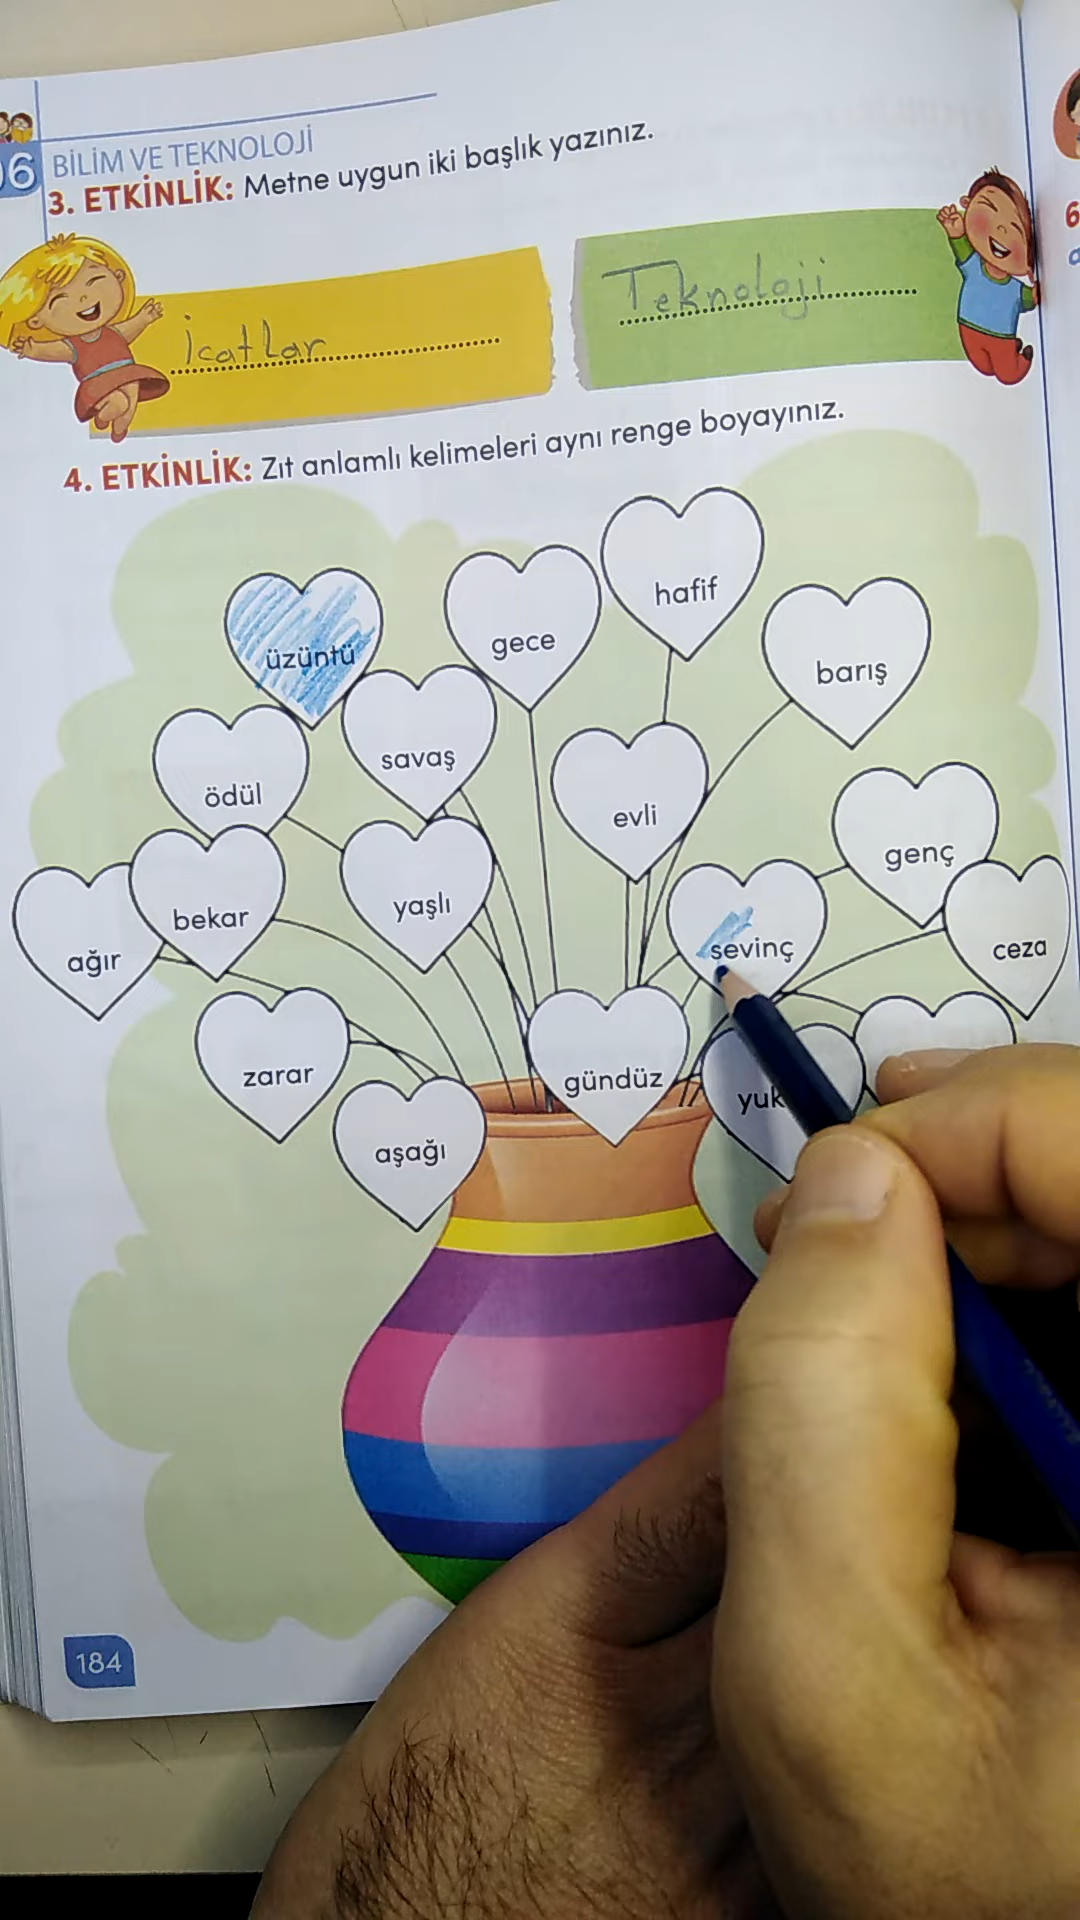 06 BİLİM VE TEKNOLOJİ
3. ETKİNLİK: Metne uygun iki başlık yazınız.
İcatlar
Teknoloji
4. ETKİNLİK: Zıt anlamlı kelimeleri aynı renge boyayınız.
hafif
gece
üzüntü
barış
savaş
ödül
evli
genç
yaşlı
bekar
ağır
sevinç
ceza
zarar
gündüz
yuk
aşağı
184
6